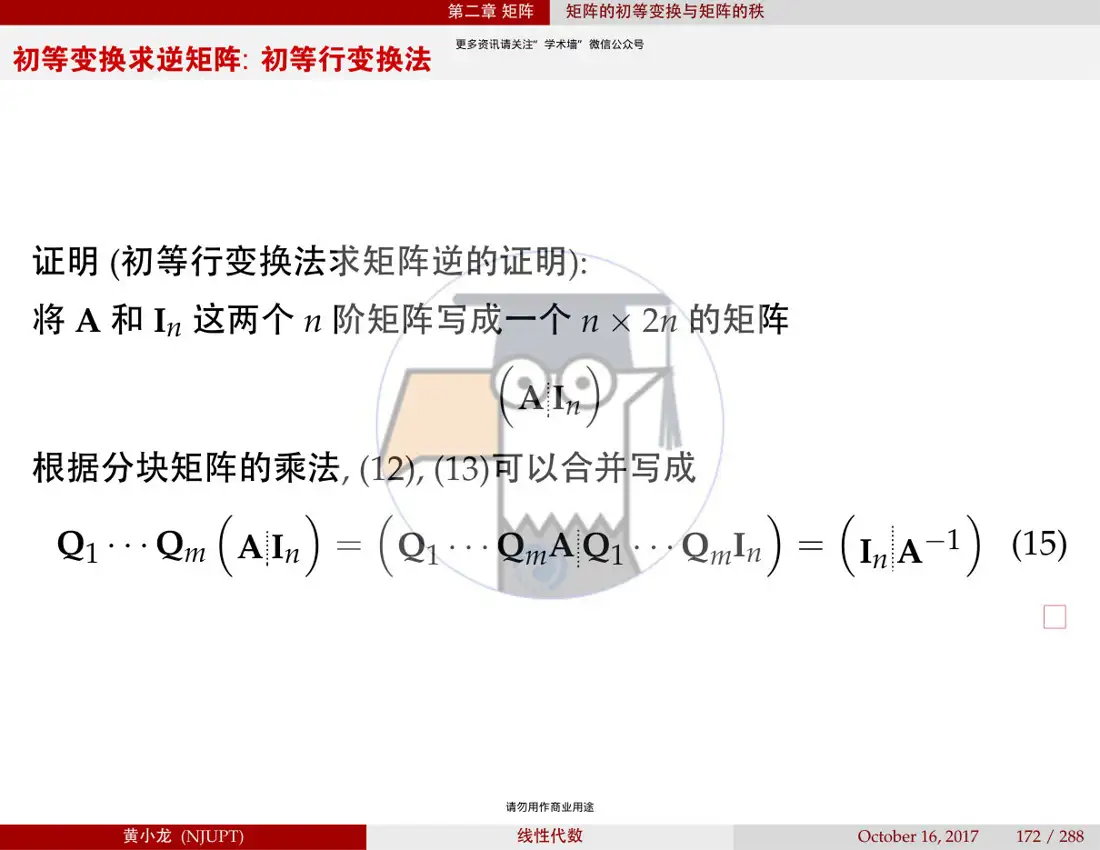 第二章 矩阵 矩阵的初等变换与矩阵的秩
更多资讯请关注“学术墙”微信公众号
初等变换求逆矩阵: 初等行变换法
证明 (初等行变换法求矩阵逆的证明):
将 A 和 Iₙ 这两个 n 阶矩阵写成一个 n × 2n 的矩阵
(A⋮Iₙ)
根据分块矩阵的乘法, (12), (13)可以合并写成
Q₁ ⋯ Qₘ (A⋮Iₙ) = (Q₁ ⋯ QₘA⋮Q₁ ⋯ QₘIₙ) = (Iₙ⋮A⁻¹) (15)
□
请勿用作商业用途
黄小龙 (NJUPT) 线性代数 October 16, 2017 172 / 288